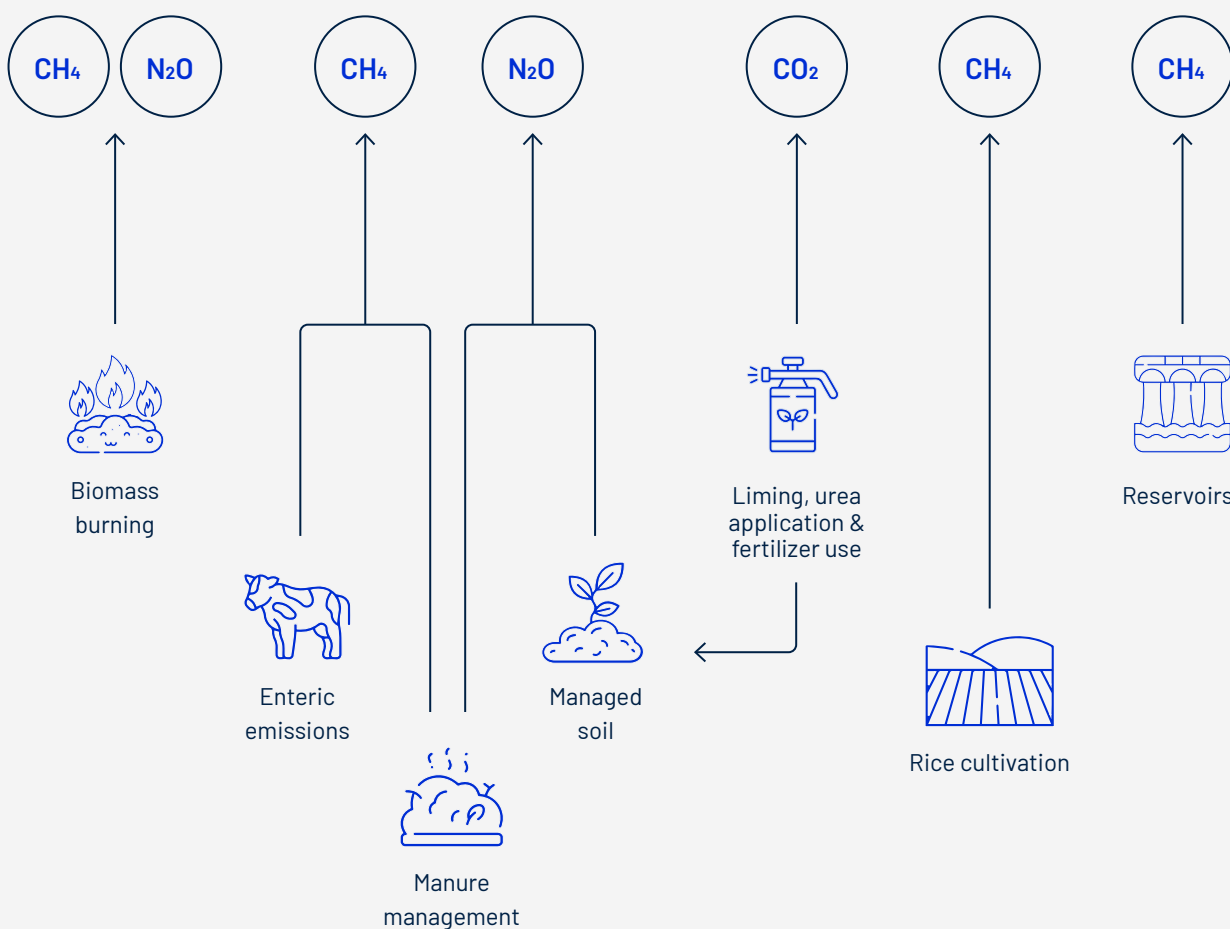 CH₄
N₂O
CH₄
N₂O
CO₂
CH₄
CH₄
Biomass
burning
Liming, urea
application &
fertilizer use
Reservoirs
Enteric
emissions
Managed
soil
Rice cultivation
Manure
management